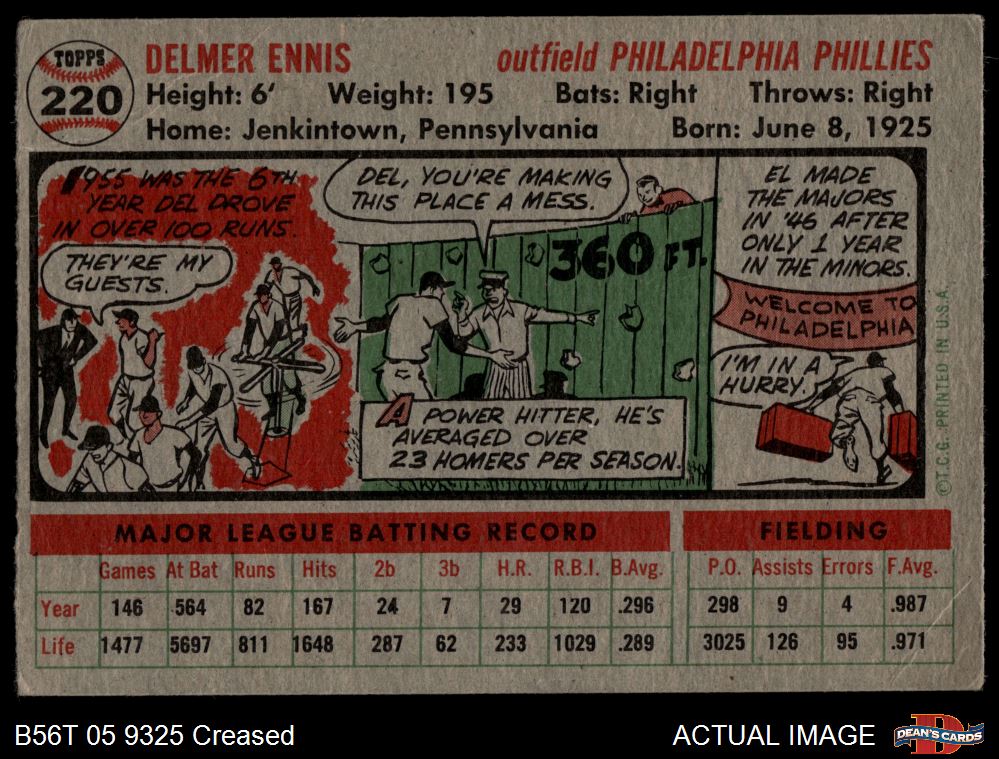 TOPPS
220
DELMER ENNIS
outfield PHILADELPHIA PHILLIES
Height: 6' Weight: 195 Bats: Right Throws: Right
Home: Jenkintown, Pennsylvania Born: June 8, 1925
1955 WAS THE 6TH
YEAR DEL DROVE
IN OVER 100 RUNS.
THEY'RE MY
GUESTS.
DEL, YOU'RE MAKING
THIS PLACE A MESS.
360 FT.
A POWER HITTER, HE'S
AVERAGED OVER
23 HOMERS PER SEASON.
EL MADE
THE MAJORS
IN '46 AFTER
ONLY 1 YEAR
IN THE MINORS.
WELCOME TO
PHILADELPHIA
I'M IN A
HURRY.
©T.C.G. PRINTED IN U.S.A.
MAJOR LEAGUE BATTING RECORD FIELDING
Games At Bat Runs Hits 2b 3b H.R. R.B.I. B.Avg. P.O. Assists Errors F.Avg.
Year 146 564 82 167 24 7 29 120 .296 298 9 4 .987
Life 1477 5697 811 1648 287 62 233 1029 .289 3025 126 95 .971
B56T 05 9325 Creased
ACTUAL IMAGE
DEAN'S CARDS